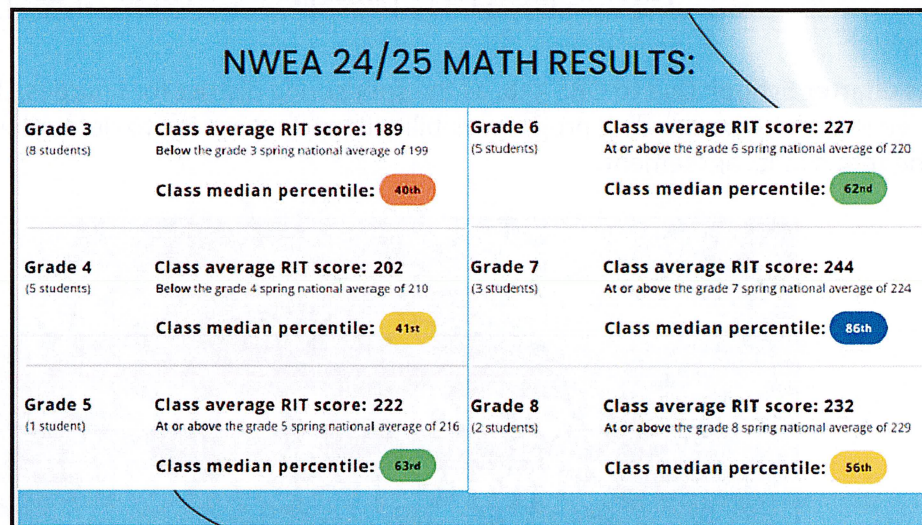 NWEA 24/25 MATH RESULTS:
Grade 3
(8 students)
Class average RIT score: 189
Below the grade 3 spring national average of 199
Class median percentile: 40th
Grade 4
(5 students)
Class average RIT score: 202
Below the grade 4 spring national average of 210
Class median percentile: 41st
Grade 5
(1 student)
Class average RIT score: 222
At or above the grade 5 spring national average of 216
Class median percentile: 63rd
Grade 6
(5 students)
Class average RIT score: 227
At or above the grade 6 spring national average of 220
Class median percentile: 62nd
Grade 7
(3 students)
Class average RIT score: 244
At or above the grade 7 spring national average of 224
Class median percentile: 86th
Grade 8
(2 students)
Class average RIT score: 232
At or above the grade 8 spring national average of 229
Class median percentile: 56th